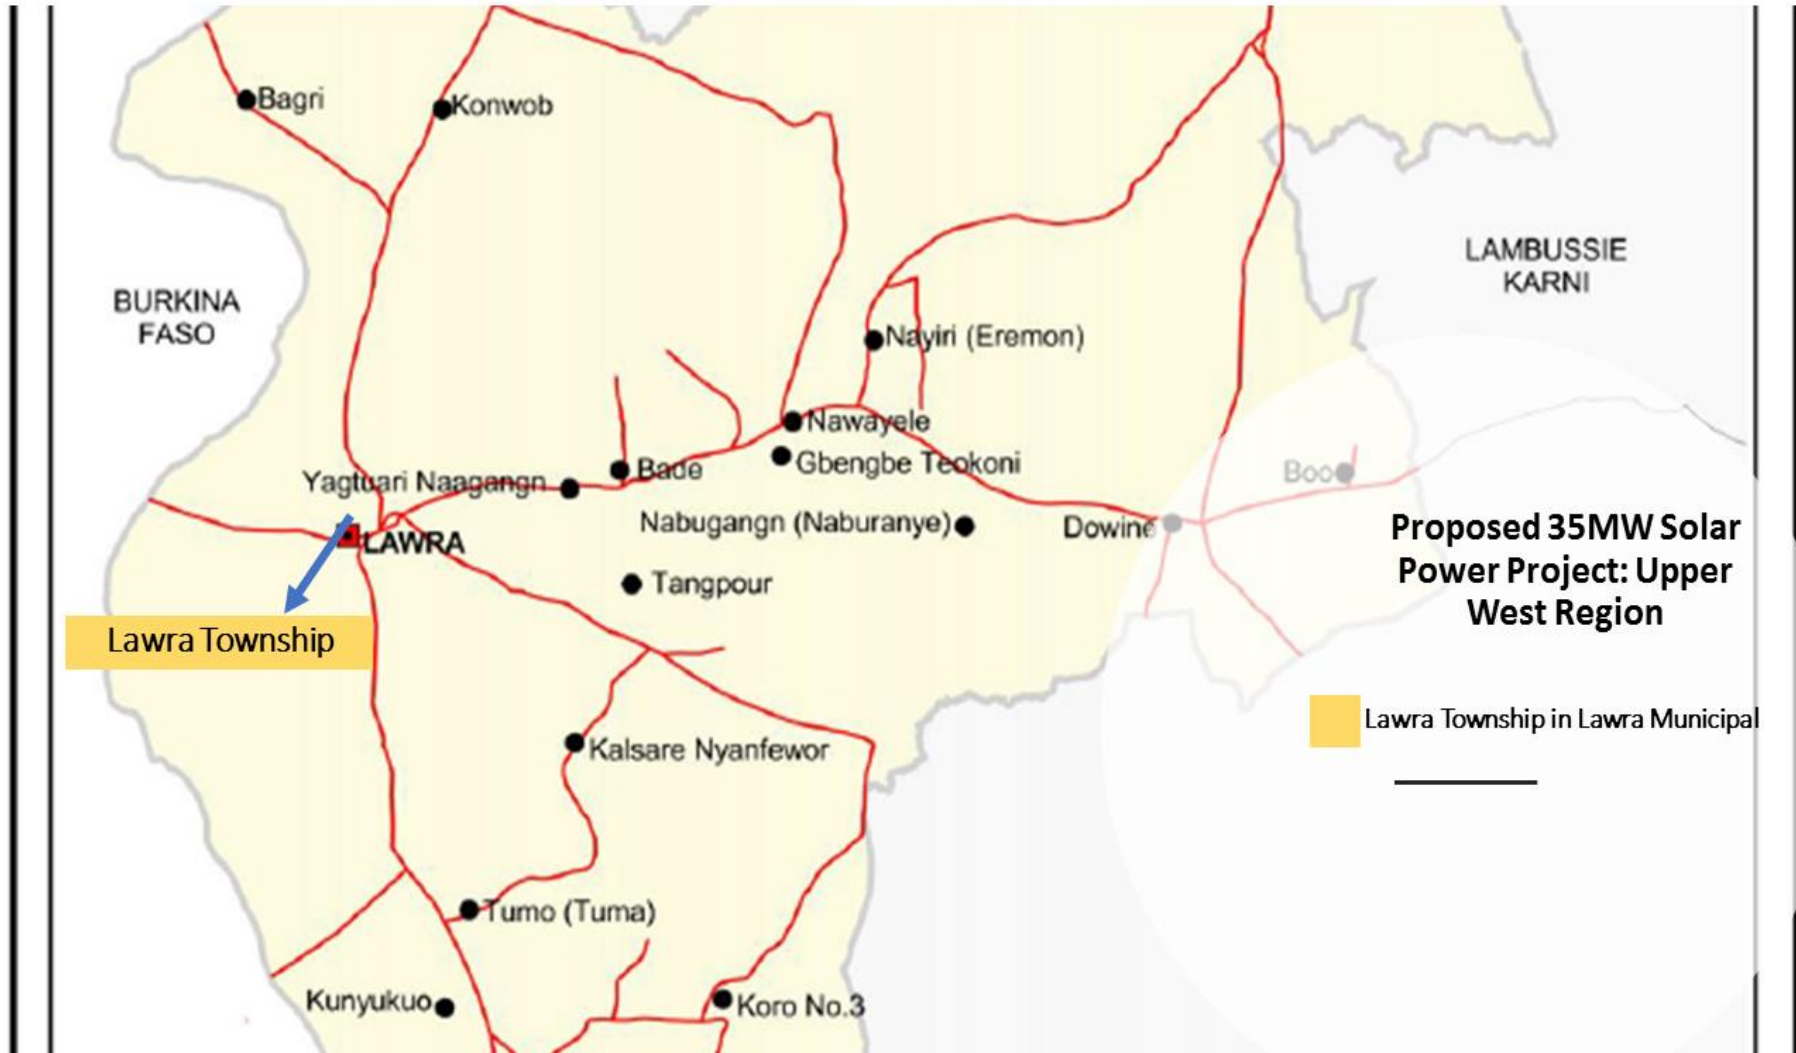 Bagri
Konwob
BURKINA
FASO
LAMBUSSIE
KARNI
Nayiri (Eremon)
Nawayele
Gbengbe Teokoni
Bade
Yagtuari Naagangn
Boo
Nabugangn (Naburanye)
Dowine
LAWRA
Proposed 35MW Solar
Power Project: Upper
West Region
Tangpour
Lawra Township
Lawra Township in Lawra Municipal
Kalsare Nyanfewor
Tumo (Tuma)
Kunyukuo
Koro No.3